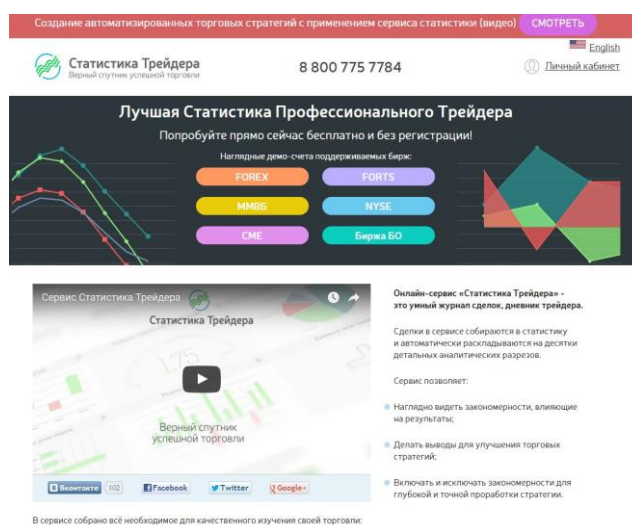 Создание автоматизированных торговых стратегий с применением сервиса статистики (видео) СМОТРЕТЬ
English
Статистика Трейдера
Верный спутник успешной торговли
8 800 775 7784
Личный кабинет
Лучшая Статистика Профессионального Трейдера
Попробуйте прямо сейчас бесплатно и без регистрации!
Наглядные демо-счета поддерживаемых бирж:
FOREX FORTS
ММВБ NYSE
CME Биржа БО
Сервис Статистика Трейдера
Статистика Трейдера
1.75
Верный спутник
успешной торговли
Вконтакте 102 Facebook Twitter Google+
Онлайн-сервис «Статистика Трейдера» -
это умный журнал сделок, дневник трейдера.
Сделки в сервисе собираются в статистику
и автоматически раскладываются на десятки
детальных аналитических разрезов.
Сервис позволяет:
Наглядно видеть закономерности, влияющие
на результаты;
Делать выводы для улучшения торговых
стратегий;
Включать и исключать закономерности для
глубокой и точной проработки стратегии.
В сервисе собрано всё необходимое для качественного изучения своей торговли: